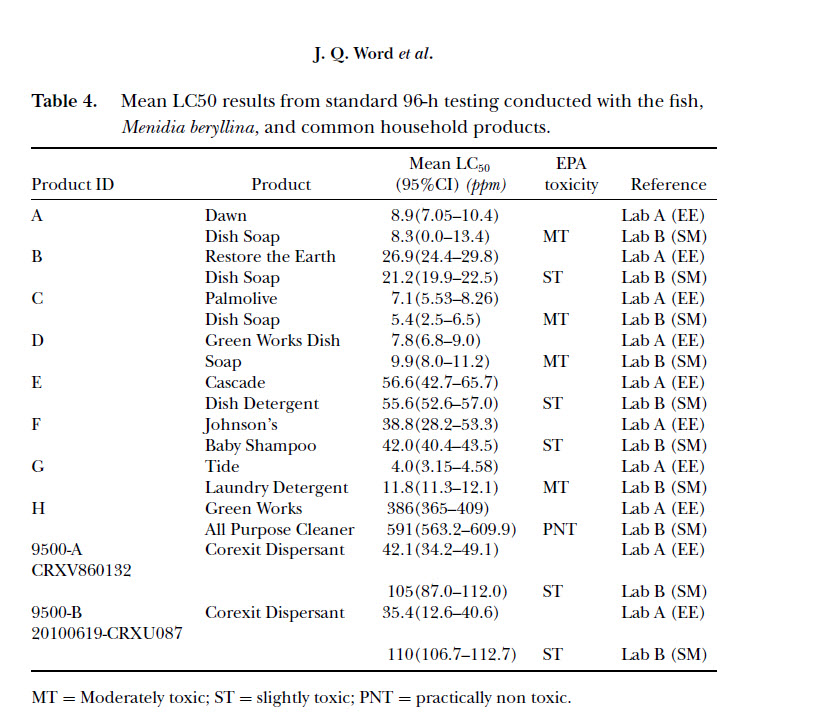 J. Q. Word et al.
Table 4. Mean LC50 results from standard 96-h testing conducted with the fish,
Menidia beryllina, and common household products.
Mean LC50 EPA
Product ID Product (95%CI) (ppm) toxicity Reference
A Dawn 8.9(7.05–10.4) Lab A (EE)
Dish Soap 8.3(0.0–13.4) MT Lab B (SM)
B Restore the Earth 26.9(24.4–29.8) Lab A (EE)
Dish Soap 21.2(19.9–22.5) ST Lab B (SM)
C Palmolive 7.1(5.53–8.26) Lab A (EE)
Dish Soap 5.4(2.5–6.5) MT Lab B (SM)
D Green Works Dish 7.8(6.8–9.0) Lab A (EE)
Soap 9.9(8.0–11.2) MT Lab B (SM)
E Cascade 56.6(42.7–65.7) Lab A (EE)
Dish Detergent 55.6(52.6–57.0) ST Lab B (SM)
F Johnson's 38.8(28.2–53.3) Lab A (EE)
Baby Shampoo 42.0(40.4–43.5) ST Lab B (SM)
G Tide 4.0(3.15–4.58) Lab A (EE)
Laundry Detergent 11.8(11.3–12.1) MT Lab B (SM)
H Green Works 386(365–409) Lab A (EE)
All Purpose Cleaner 591(563.2–609.9) PNT Lab B (SM)
9500-A Corexit Dispersant 42.1(34.2–49.1) Lab A (EE)
CRXV860132
105(87.0–112.0) ST Lab B (SM)
9500-B Corexit Dispersant 35.4(12.6–40.6) Lab A (EE)
20100619-CRXU087
110(106.7–112.7) ST Lab B (SM)
MT = Moderately toxic; ST = slightly toxic; PNT = practically non toxic.